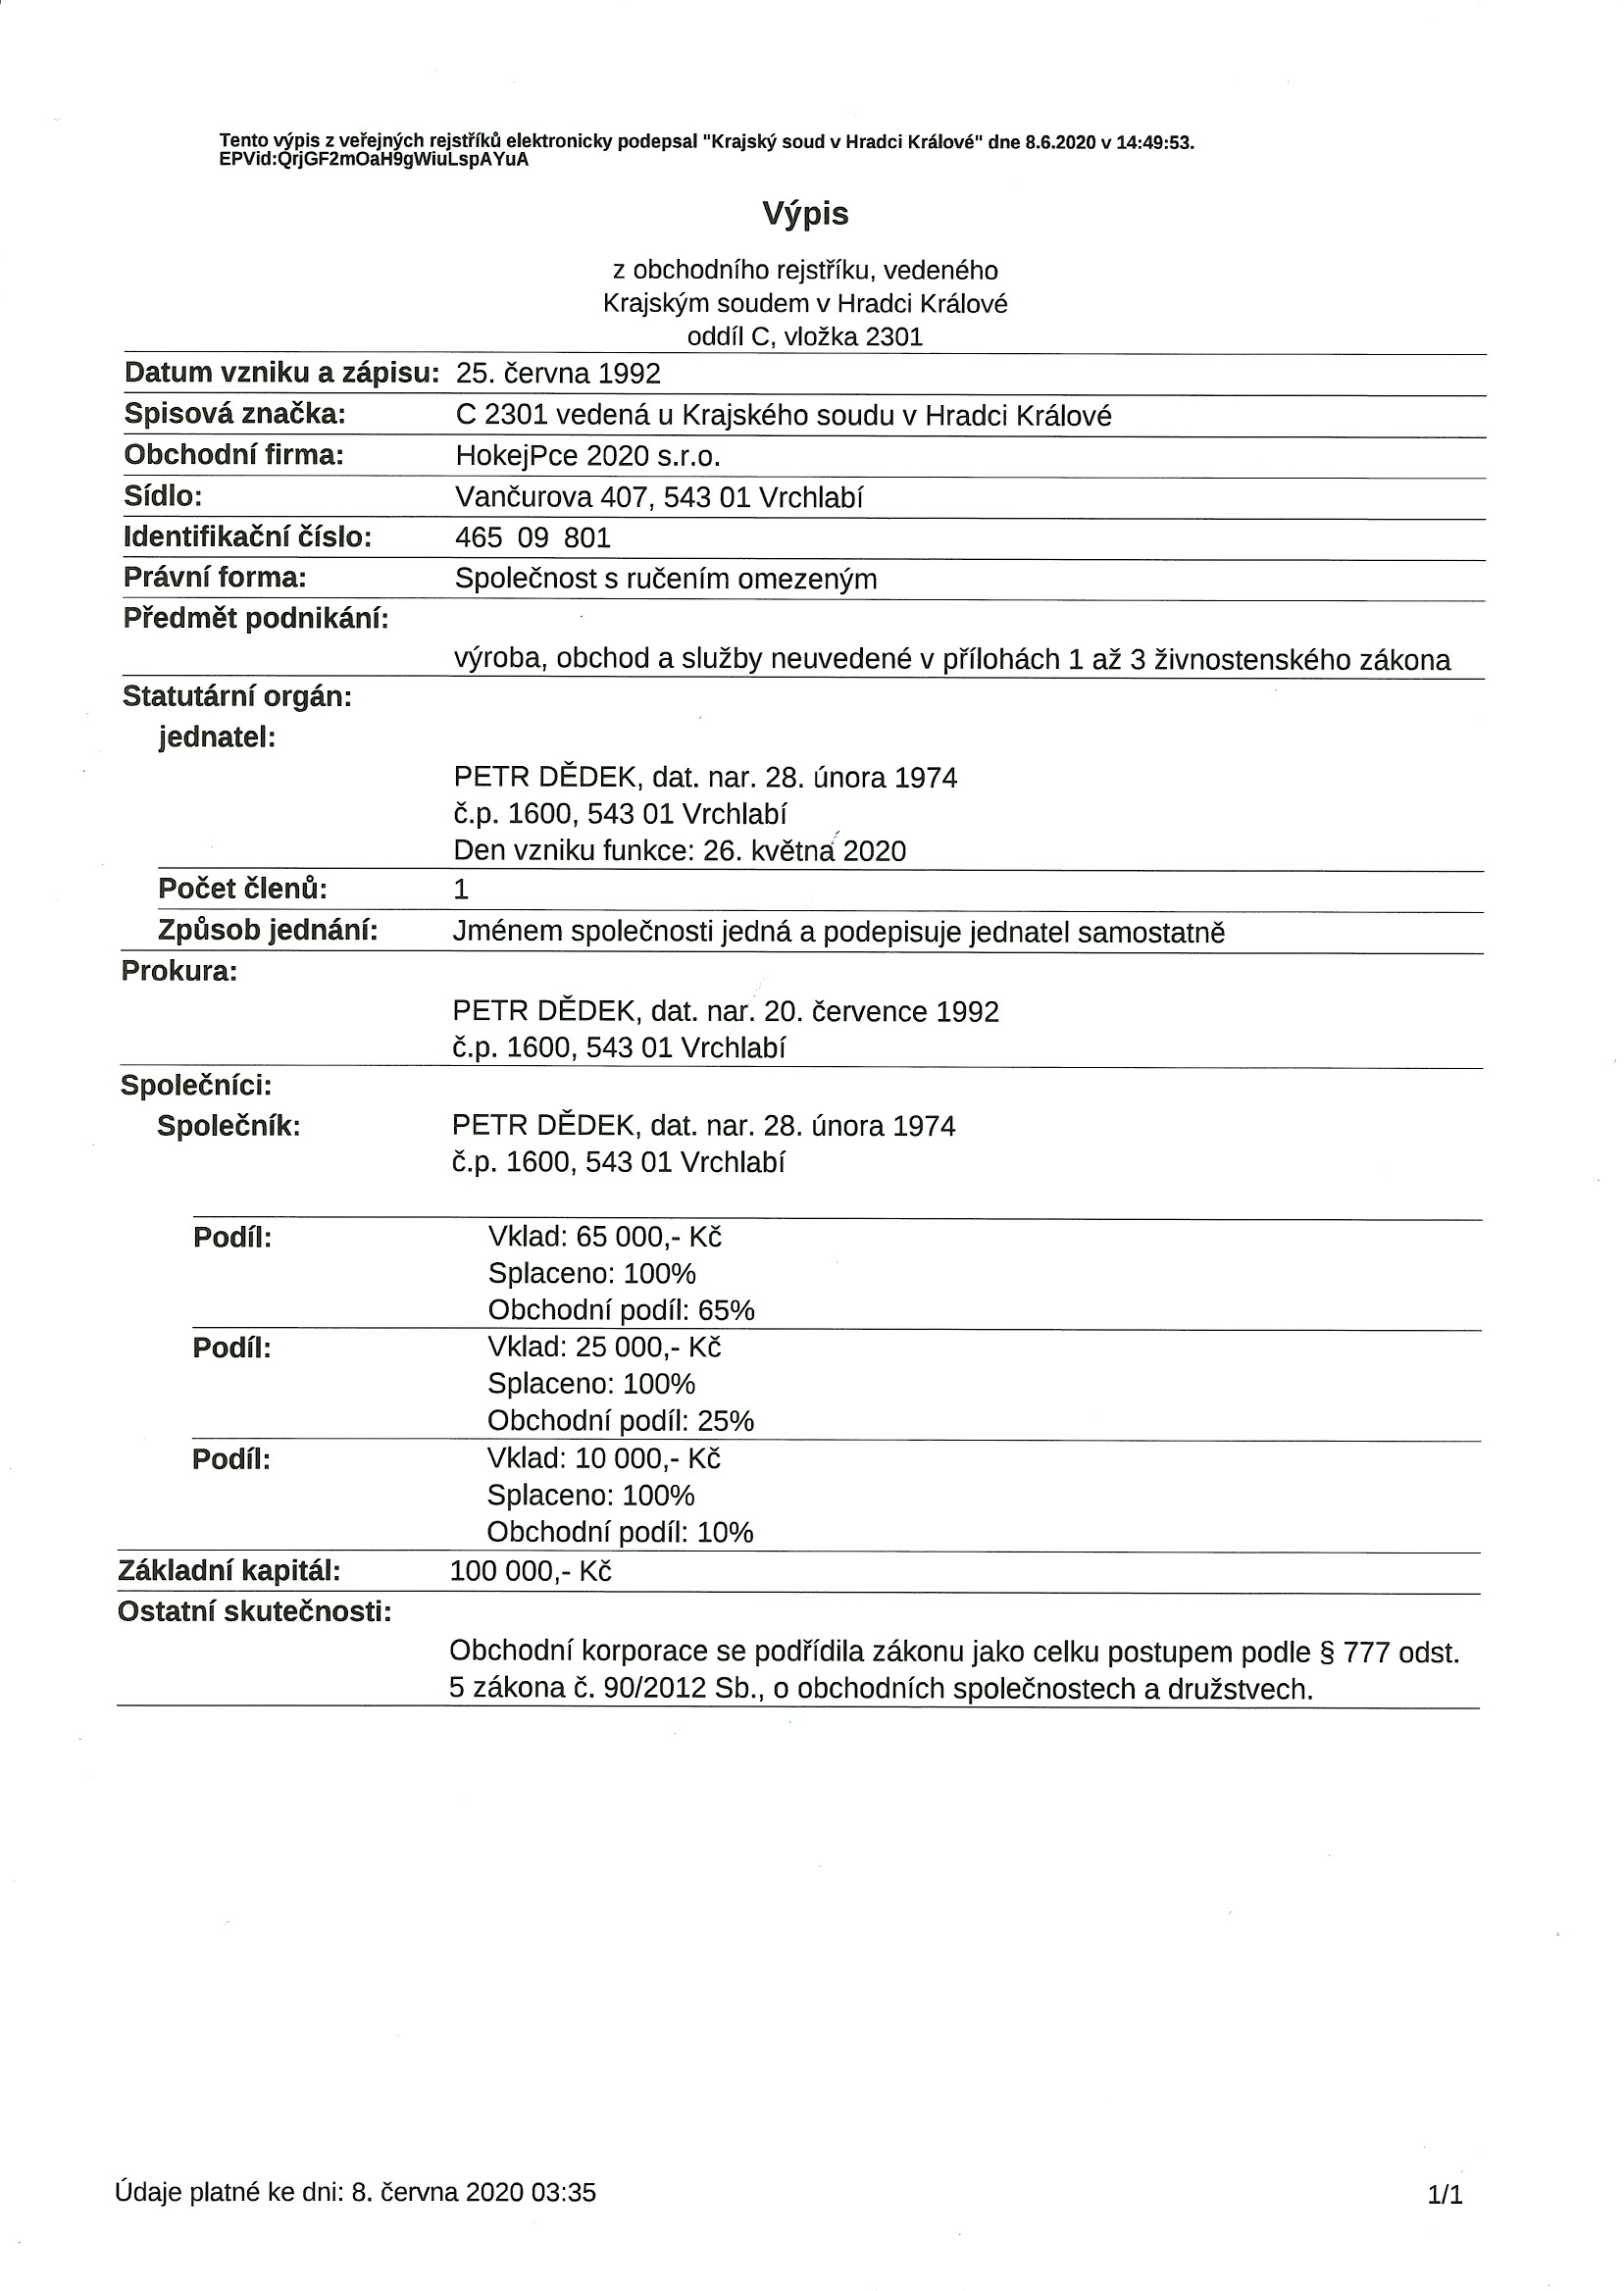 Tento výpis z veřejných rejstříků elektronicky podepsal "Krajský soud v Hradci Králové" dne 8.6.2020 v 14:49:53.
EPVid:QrjGF2mOaH9gWiuLspAYuA
Výpis
z obchodního rejstříku, vedeného
Krajským soudem v Hradci Králové
oddíl C, vložka 2301
Datum vzniku a zápisu: 25. června 1992
Spisová značka: C 2301 vedená u Krajského soudu v Hradci Králové
Obchodní firma: HokejPce 2020 s.r.o.
Sídlo: Vančurova 407, 543 01 Vrchlabí
Identifikační číslo: 465 09 801
Právní forma: Společnost s ručením omezeným
Předmět podnikání:
výroba, obchod a služby neuvedené v přílohách 1 až 3 živnostenského zákona
Statutární orgán:
jednatel:
PETR DĚDEK, dat. nar. 28. února 1974
č.p. 1600, 543 01 Vrchlabí
Den vzniku funkce: 26. května 2020
Počet členů: 1
Způsob jednání: Jménem společnosti jedná a podepisuje jednatel samostatně
Prokura:
PETR DĚDEK, dat. nar. 20. července 1992
č.p. 1600, 543 01 Vrchlabí
Společníci:
Společník: PETR DĚDEK, dat. nar. 28. února 1974
č.p. 1600, 543 01 Vrchlabí
Podíl: Vklad: 65 000,- Kč
Splaceno: 100%
Obchodní podíl: 65%
Podíl: Vklad: 25 000,- Kč
Splaceno: 100%
Obchodní podíl: 25%
Podíl: Vklad: 10 000,- Kč
Splaceno: 100%
Obchodní podíl: 10%
Základní kapitál: 100 000,- Kč
Ostatní skutečnosti:
Obchodní korporace se podřídila zákonu jako celku postupem podle § 777 odst.
5 zákona č. 90/2012 Sb., o obchodních společnostech a družstvech.
Údaje platné ke dni: 8. června 2020 03:35 1/1